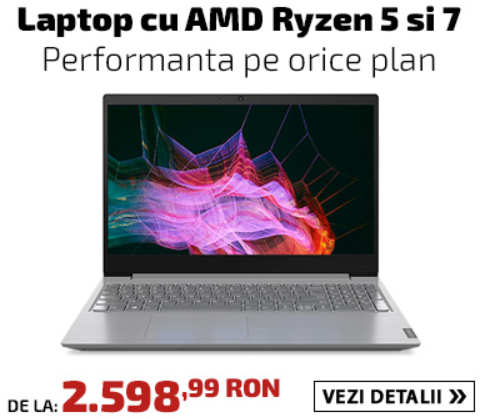 Laptop cu AMD Ryzen 5 si 7
Performanta pe orice plan
DE LA: 2.598,99 RON
VEZI DETALII »